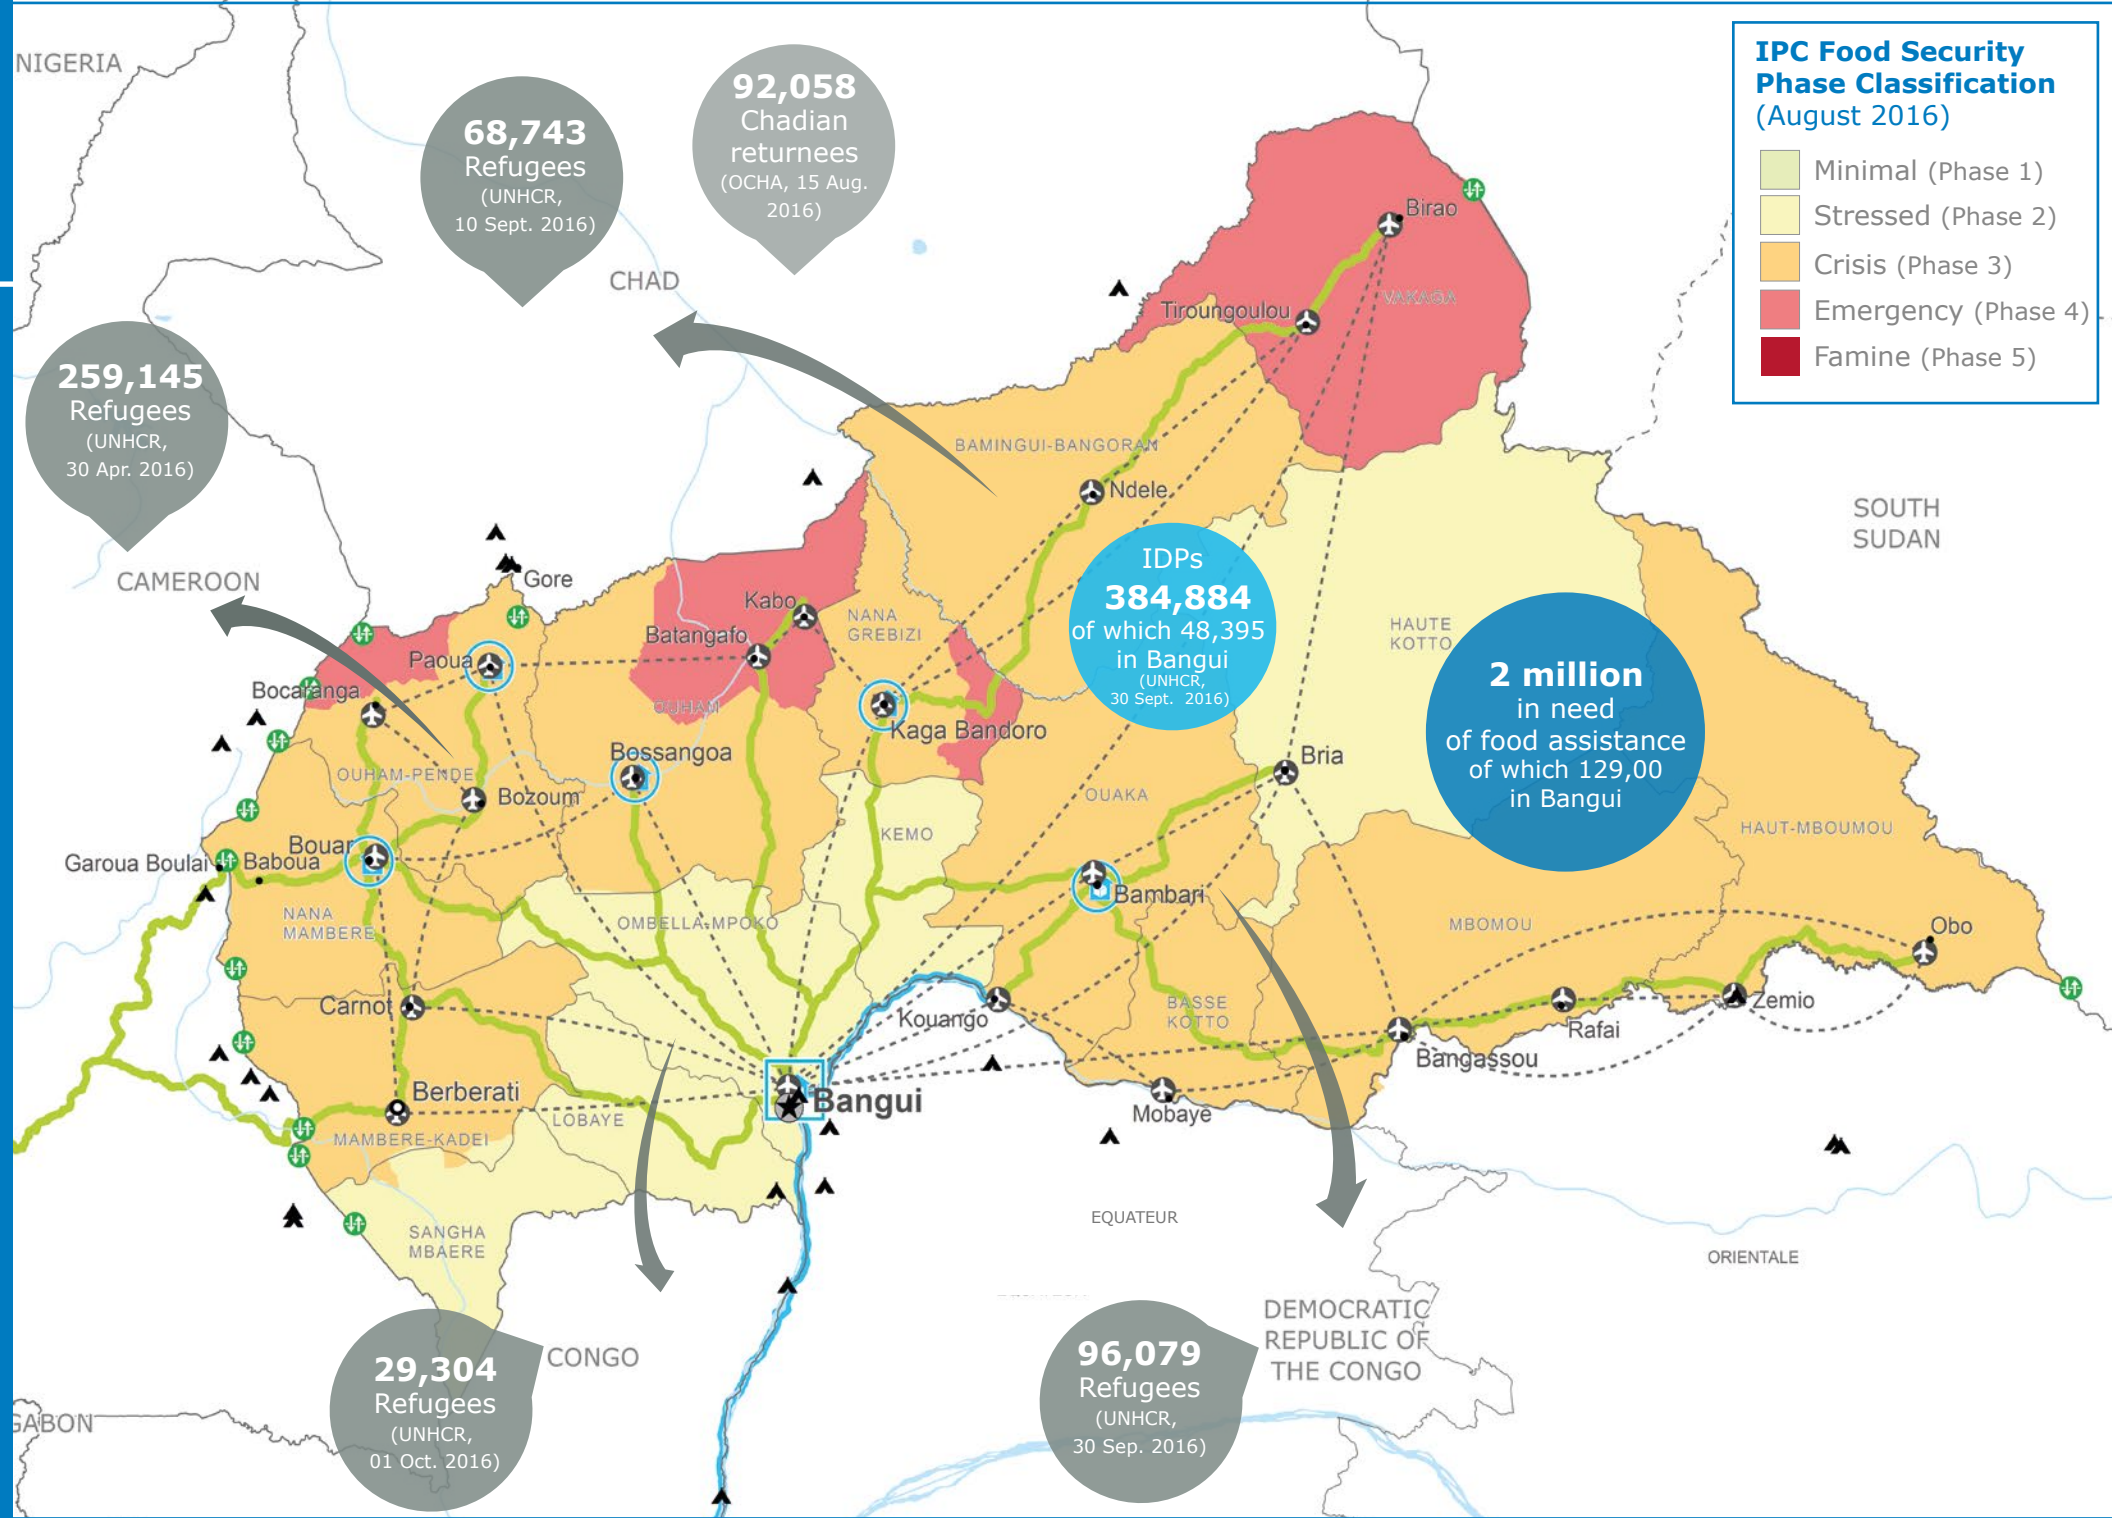 NIGERIA
68,743
Refugees
(UNHCR,
10 Sept. 2016)
92,058
Chadian
returnees
(OCHA, 15 Aug.
2016)
IPC Food Security
Phase Classification
(August 2016)
Minimal (Phase 1)
Stressed (Phase 2)
Crisis (Phase 3)
Emergency (Phase 4)
Famine (Phase 5)
CHAD
Birao
VAKAGA
Tiroungoulou
259,145
Refugees
(UNHCR,
30 Apr. 2016)
CAMEROON
BAMINGUI-BANGORAN
Ndele
SOUTH
SUDAN
Gore
Kabo
NANA
GREBIZI
Batangafo
Paoua
Bocaranga
OUHAM
Kaga Bandoro
IDPs
384,884
of which 48,395
in Bangui
(UNHCR,
30 Sept. 2016)
HAUTE
KOTTO
2 million
in need
of food assistance
of which 129,00
in Bangui
Bossangoa
OUHAM-PENDE
Bozoum
Bria
OUAKA
KEMO
HAUT-MBOUMOU
Bouar
Garoua Boulai
Baboua
Bambari
NANA
MAMBERE
OMBELLA-MPOKO
MBOMOU
Obo
Carnot
Kouango
BASSE
KOTTO
Zemio
Rafai
Bangassou
Berberati
Bangui
Mobaye
LOBAYE
MAMBERE-KADEI
SANGHA
MBAERE
EQUATEUR
ORIENTALE
DEMOCRATIC
REPUBLIC OF
THE CONGO
CONGO
29,304
Refugees
(UNHCR,
01 Oct. 2016)
96,079
Refugees
(UNHCR,
30 Sep. 2016)
GABON